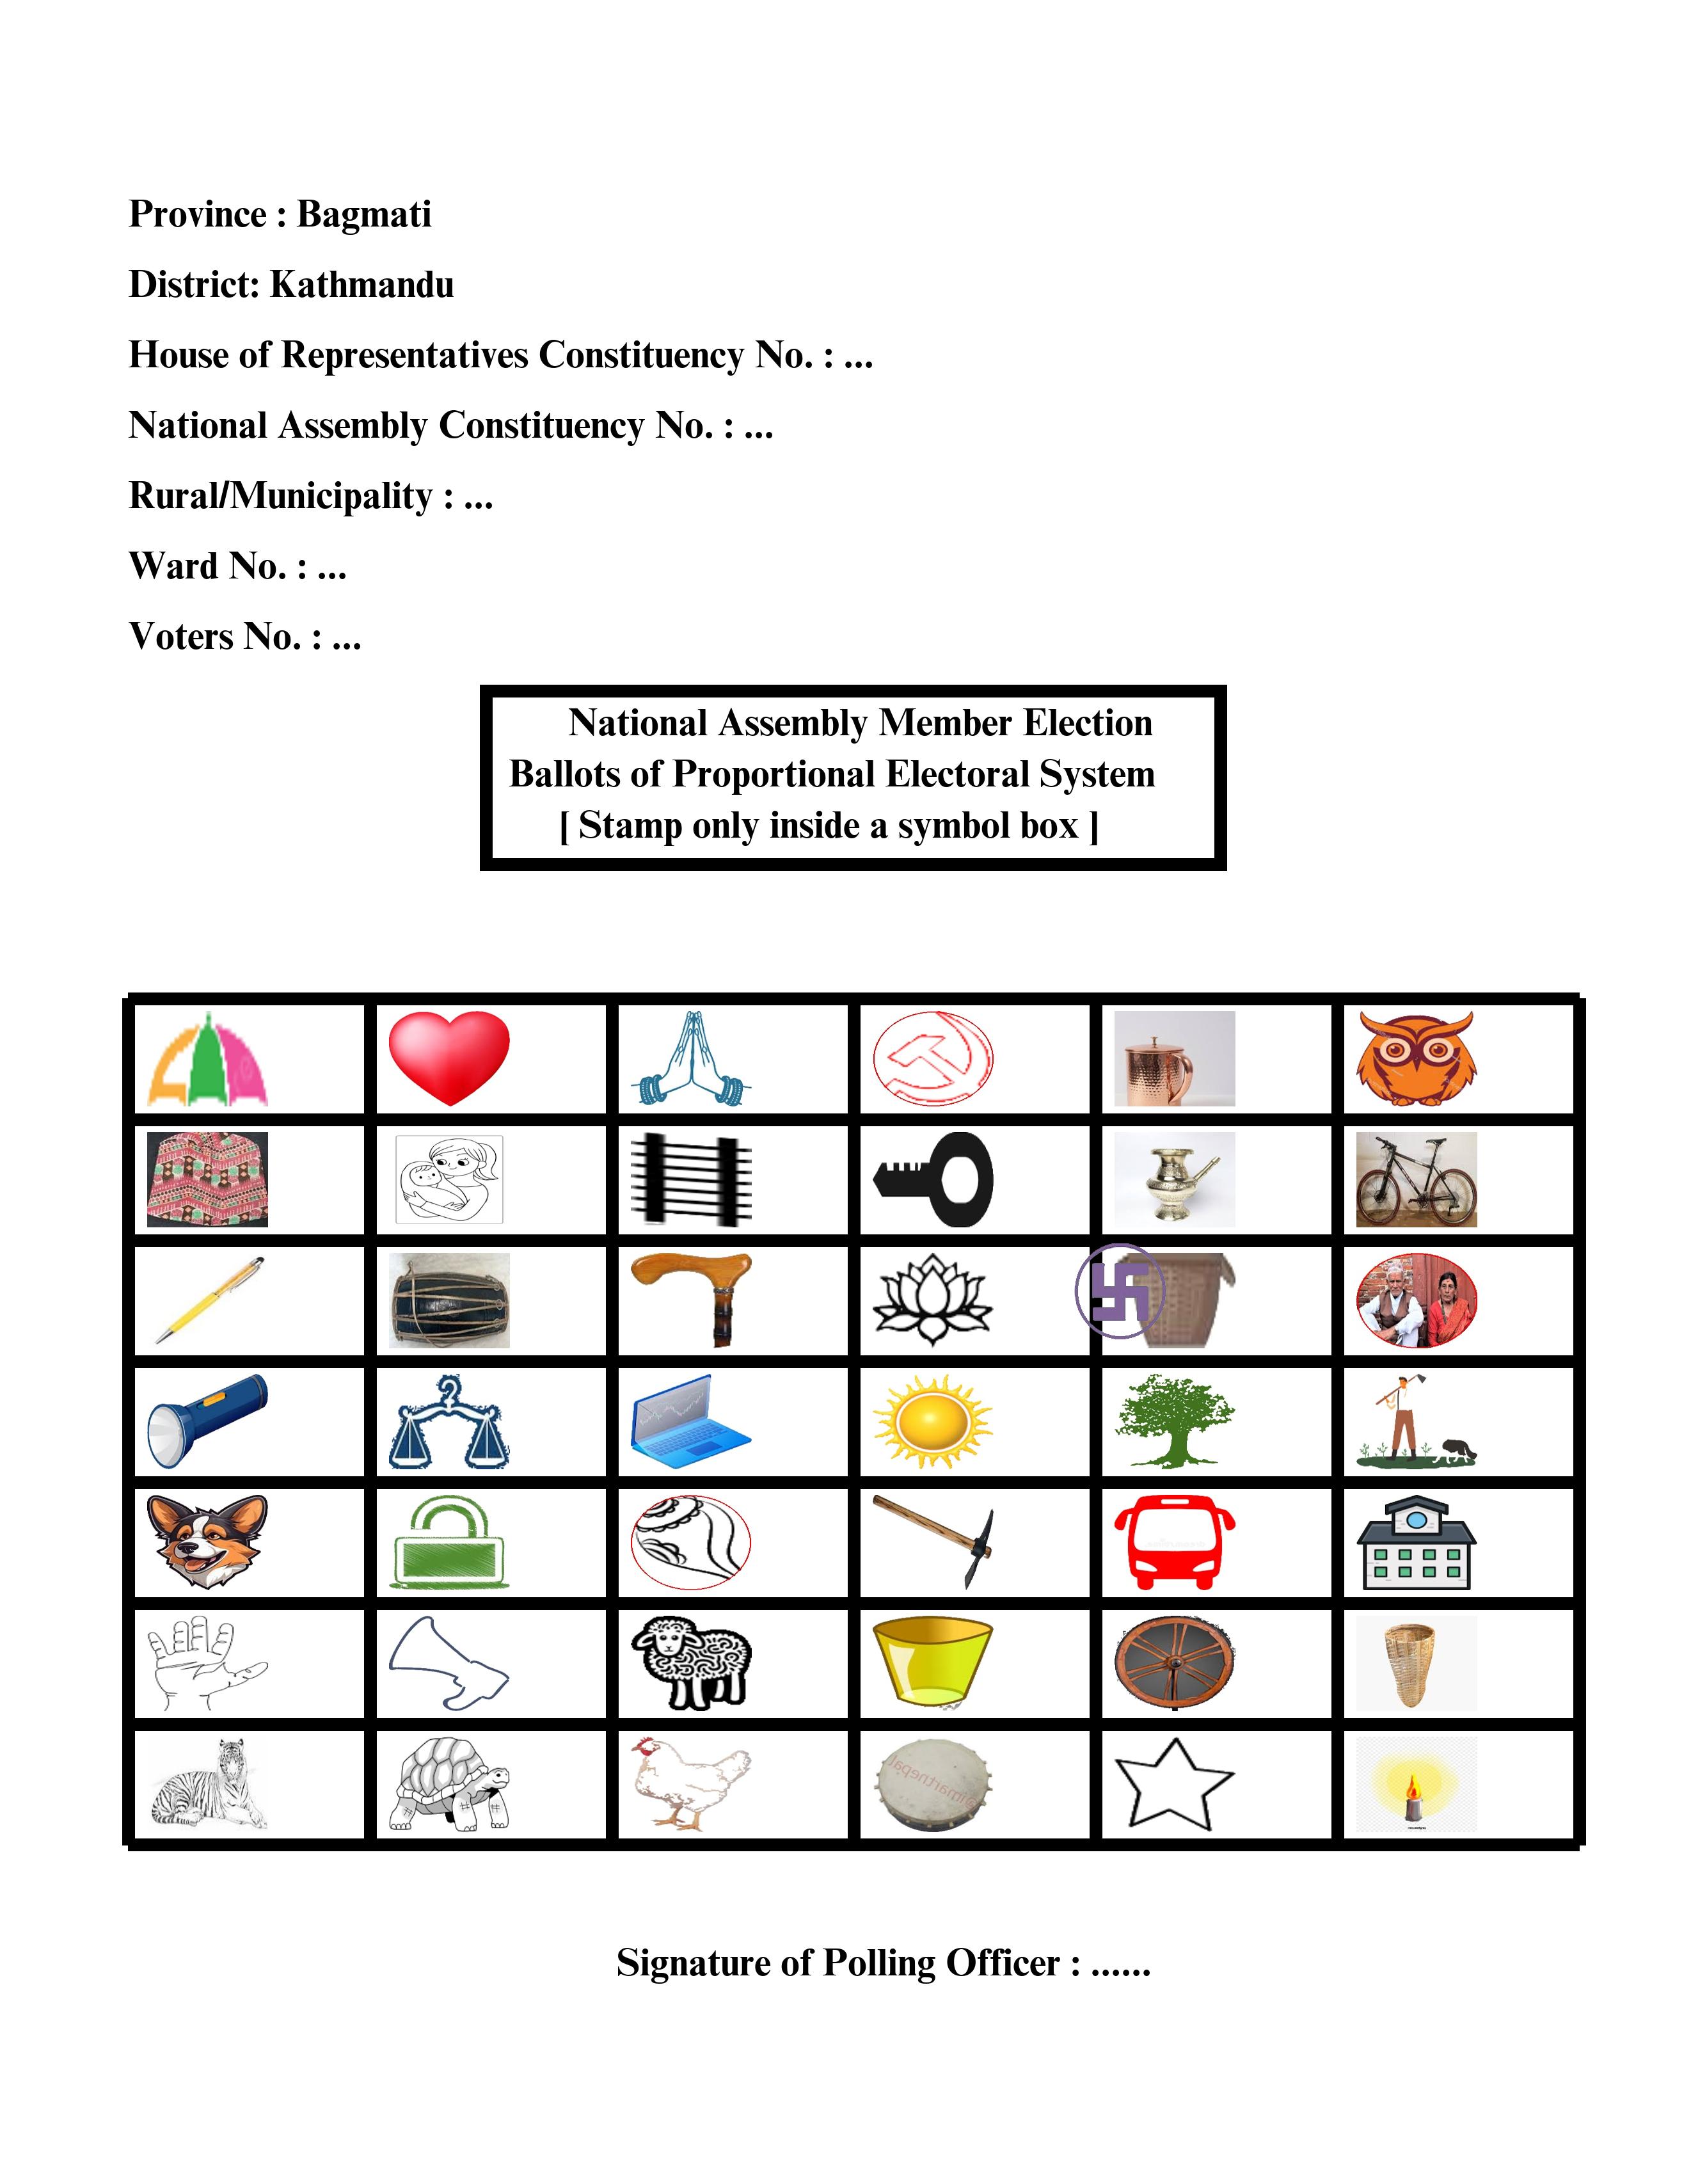 Province : Bagmati
District: Kathmandu
House of Representatives Constituency No. : ...
National Assembly Constituency No. : ...
Rural/Municipality : ...
Ward No. : ...
Voters No. : ...
National Assembly Member Election
Ballots of Proportional Electoral System
[ Stamp only inside a symbol box ]
Signature of Polling Officer : ......